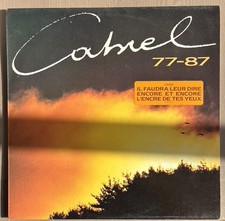 Cabrel
77-87
IL FAUDRA LEUR DIRE
ENCORE ET ENCORE
L'ENCRE DE TES YEUX